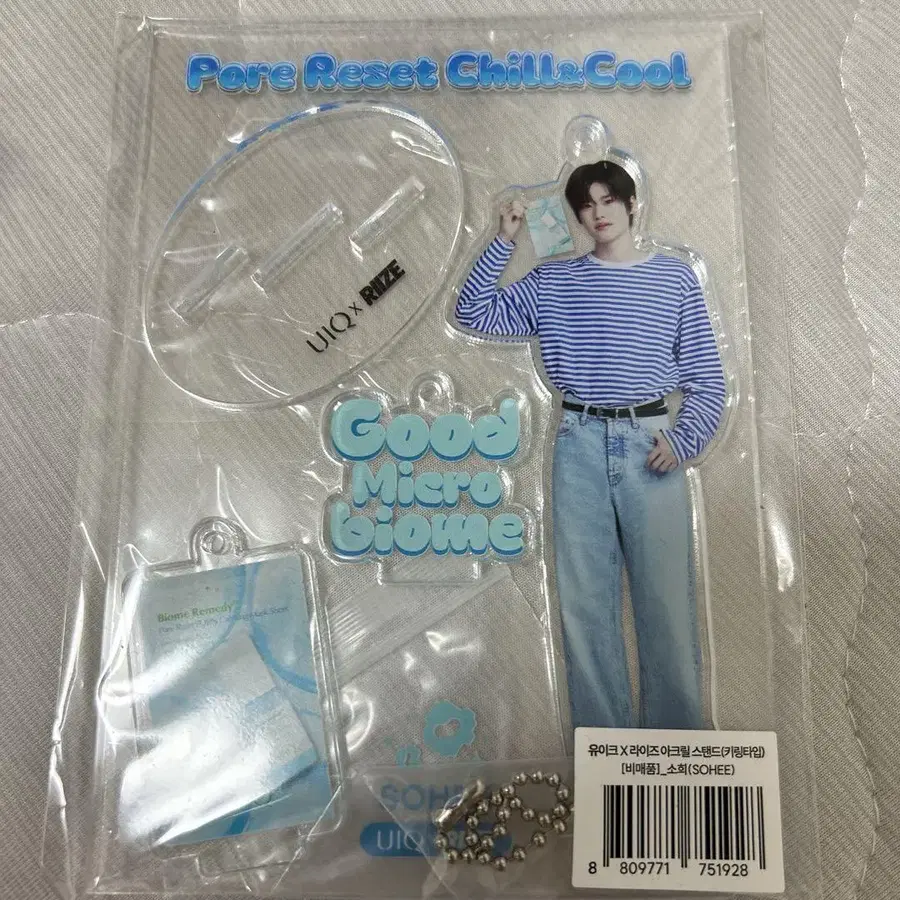 Pore Reset Chill&Cool
UIQ x RIIZE
Good
Micro
biome
Biome Remedy
SOHEE
UIQ
유이크 X 라이즈 아크릴 스탠드(키링타입)
[비매품]_소희(SOHEE)
8 809771 751928